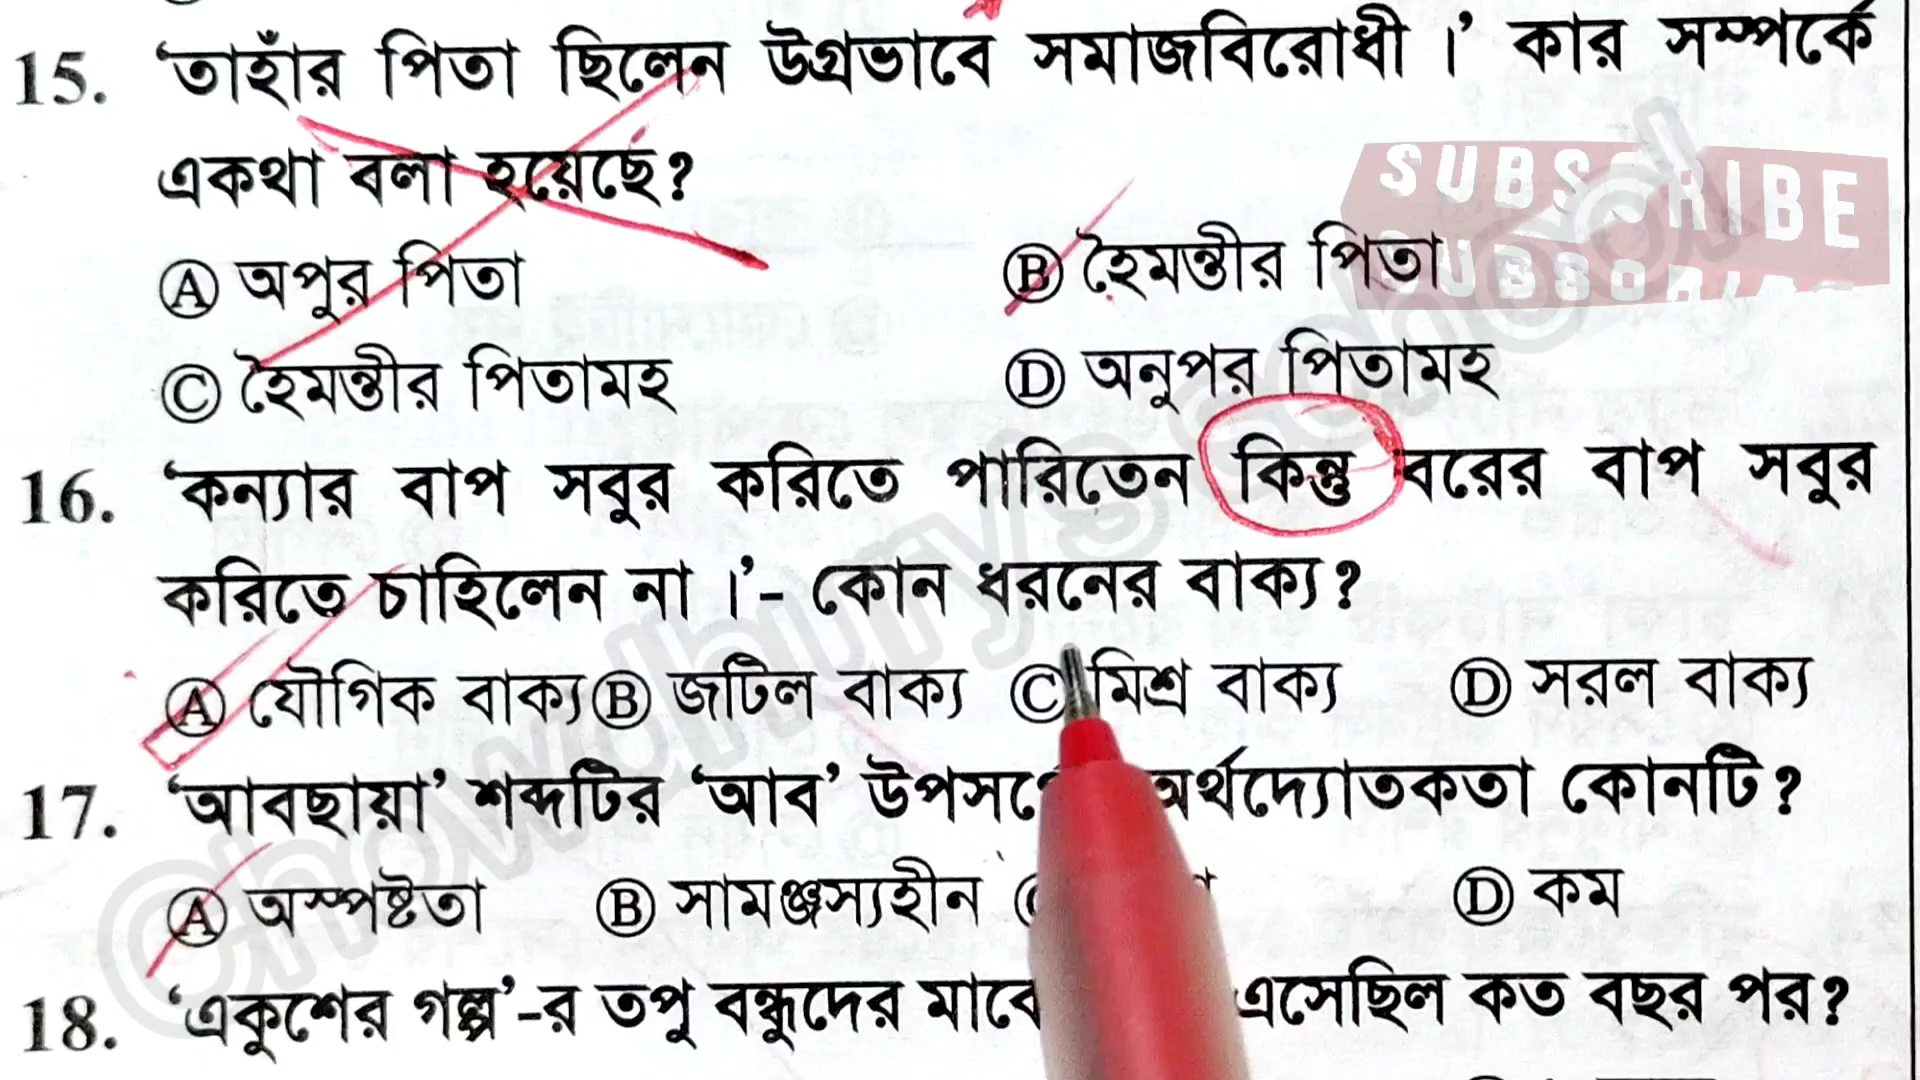 15. ‘তাহাঁর পিতা ছিলেন উগ্রভাবে সমাজবিরোধী।’ কার সম্পর্কে
একথা বলা হয়েছে?
Ⓐ অপুর পিতা Ⓑ হৈমন্তীর পিতা
Ⓒ হৈমন্তীর পিতামহ Ⓓ অনুপর পিতামহ
SUBSCRIBE
16. ‘কন্যার বাপ সবুর করিতে পারিতেন কিন্তু বরের বাপ সবুর
করিতে চাহিলেন না।’- কোন ধরনের বাক্য?
Ⓐ যৌগিক বাক্য Ⓑ জটিল বাক্য Ⓒ মিশ্র বাক্য Ⓓ সরল বাক্য
17. ‘আবছায়া’ শব্দটির ‘আব’ অর্থদ্যোতকতা কোনটি?
Ⓐ অস্পষ্টতা Ⓑ সামঞ্জস্যহীন Ⓓ কম
18. ‘একুশের গল্প’-র তপু বন্ধুদের এসেছিল কত বছর পর?
Chowdhury's school